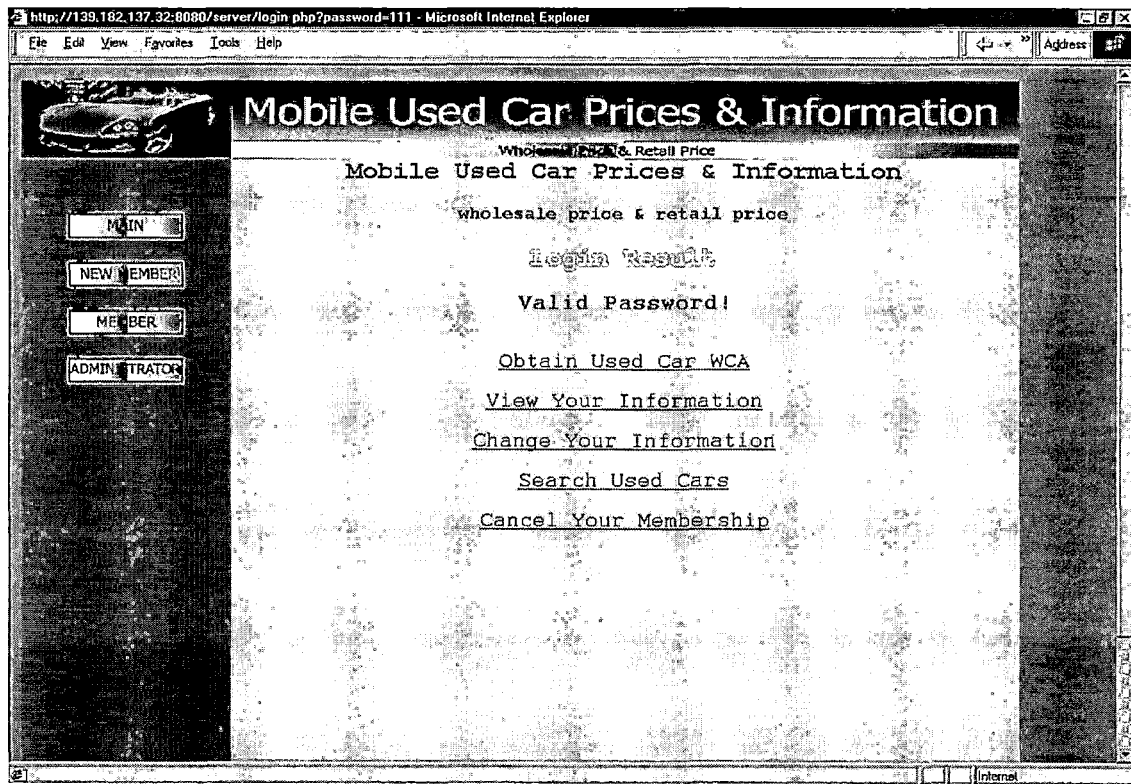 http://139.182.137.32:8080/server/login.php?password=111 - Microsoft Internet Explorer
File Edit View Favorites Tools Help
Address
Mobile Used Car Prices & Information
Wholesale Price & Retail Price
Mobile Used Car Prices & Information
wholesale price & retail price
Login Result
Valid Password!
MAIN
NEW MEMBER
MEMBER
ADMINISTRATOR
Obtain Used Car WCA
View Your Information
Change Your Information
Search Used Cars
Cancel Your Membership
Internet